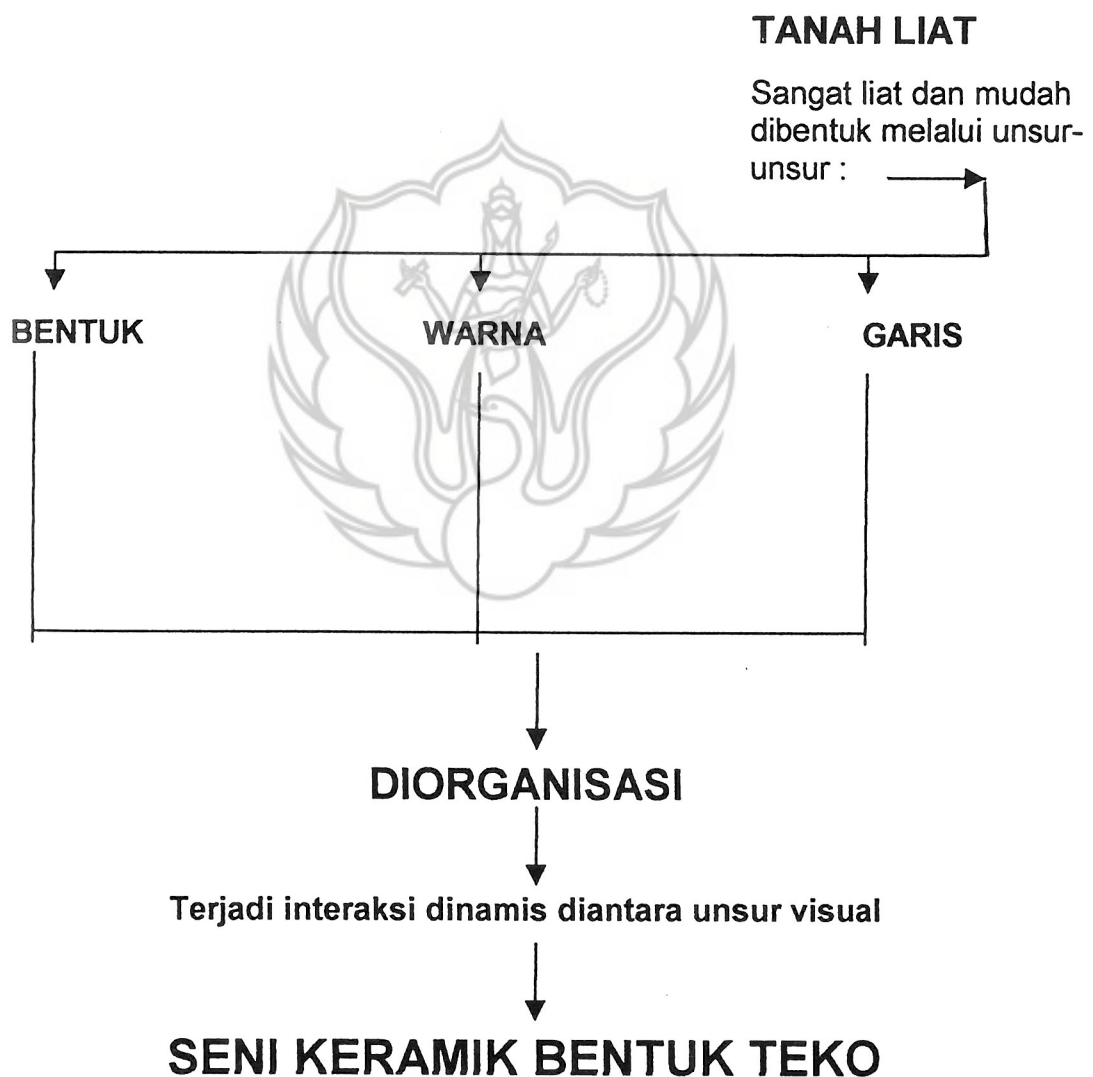 TANAH LIAT
Sangat liat dan mudah
dibentuk melalui unsur-
unsur :
BENTUK
WARNA
GARIS
DIORGANISASI
Terjadi interaksi dinamis diantara unsur visual
SENI KERAMIK BENTUK TEKO